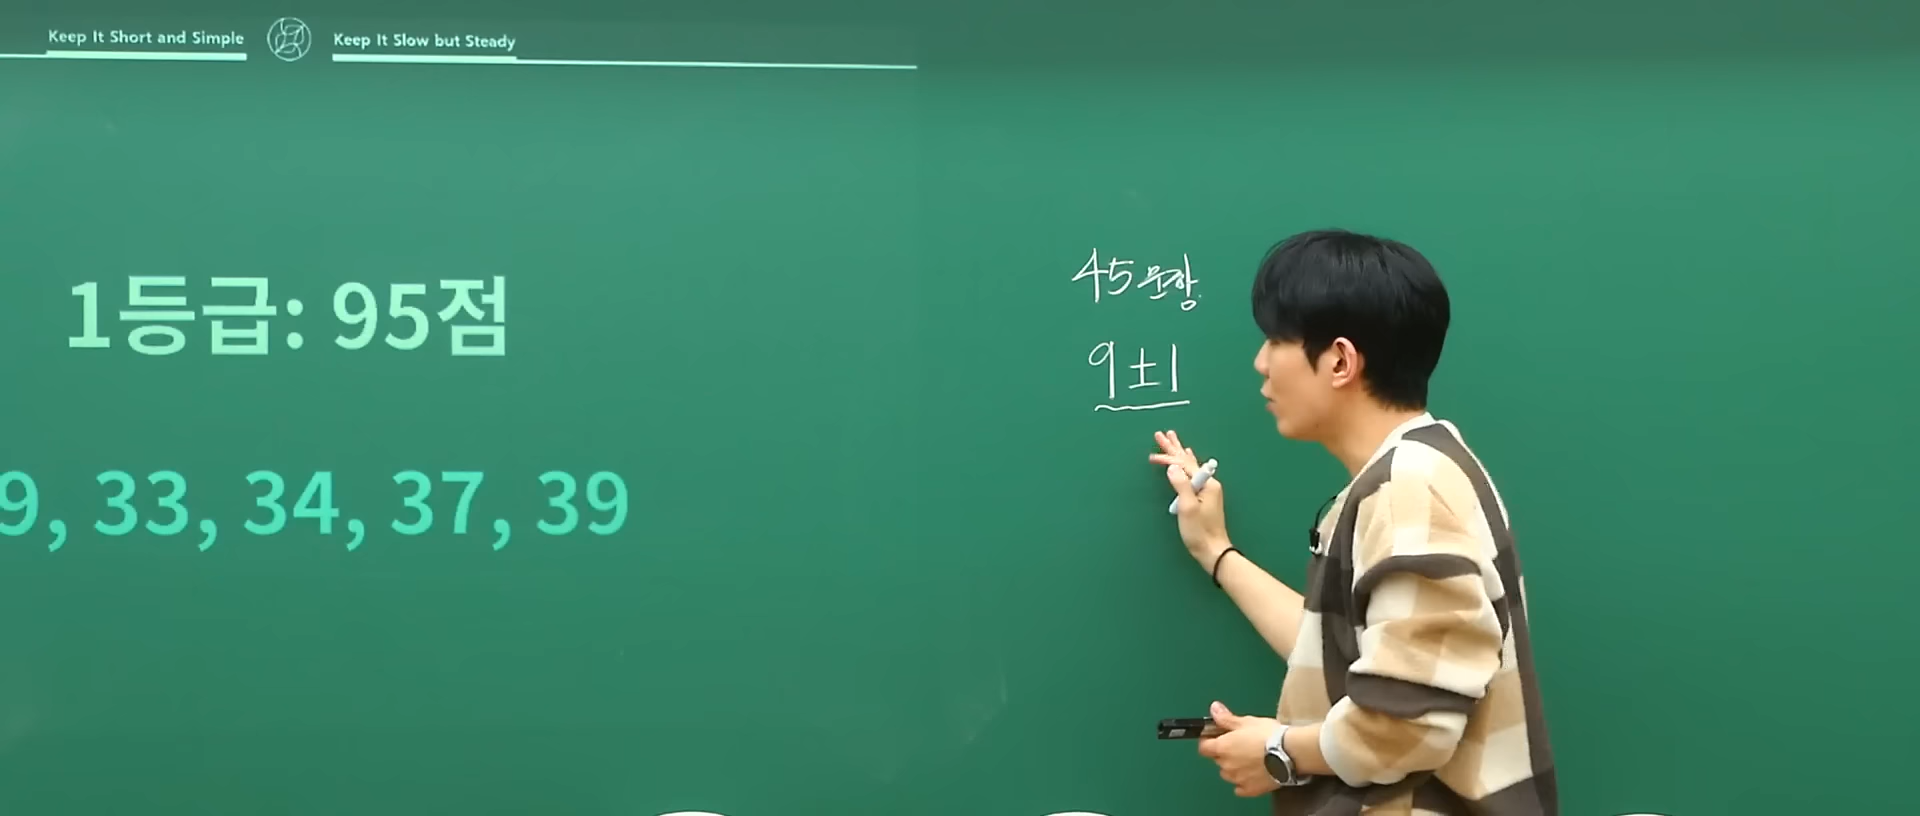 Keep It Short and Simple
Keep It Slow but Steady
1등급: 95점
9, 33, 34, 37, 39
45문장
9±1